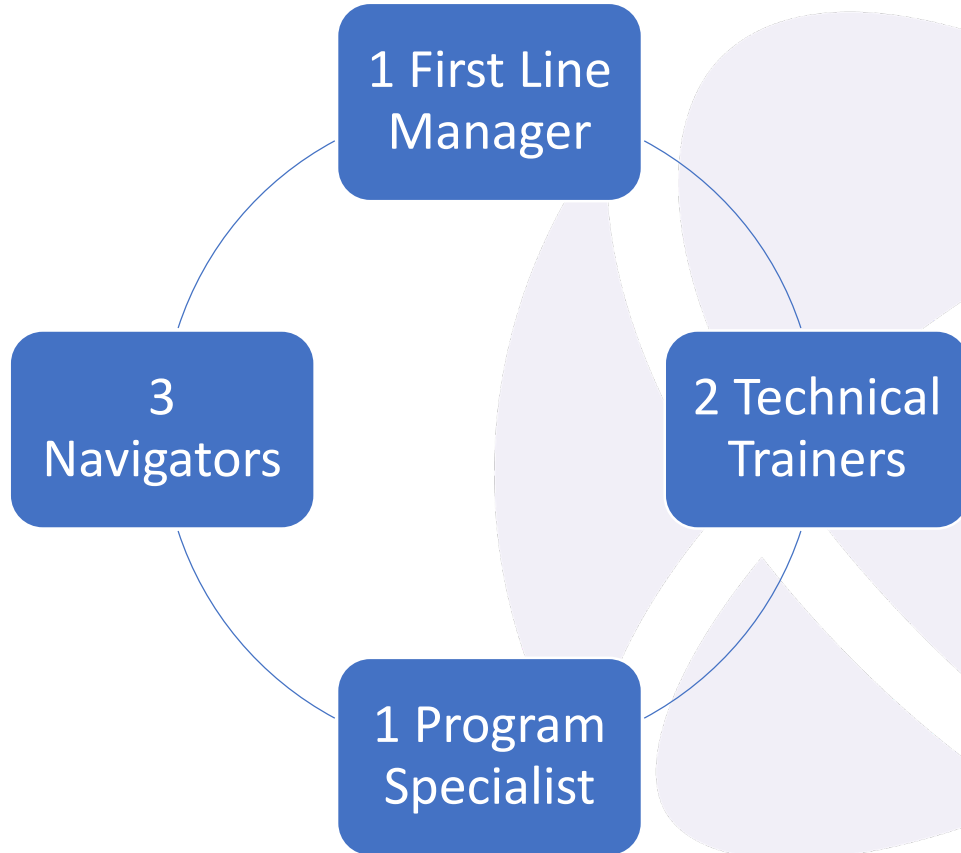 1 First Line
Manager
3
Navigators
2 Technical
Trainers
1 Program
Specialist